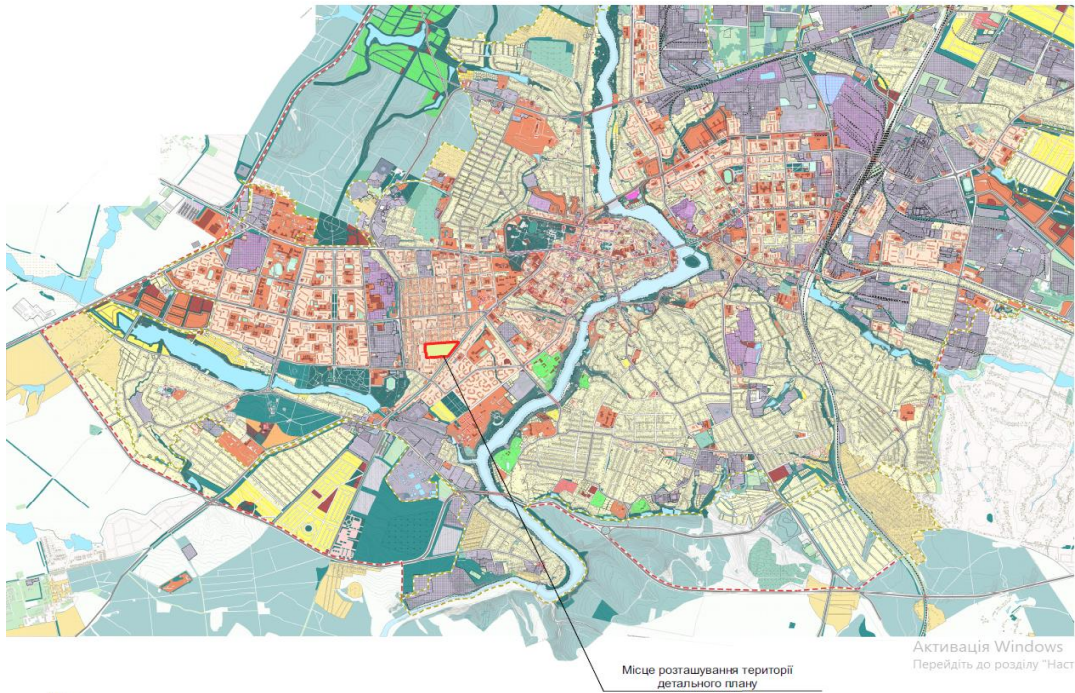 Активація Windows
Перейдіть до розділу "Наст
Місце розташування території
детального плану